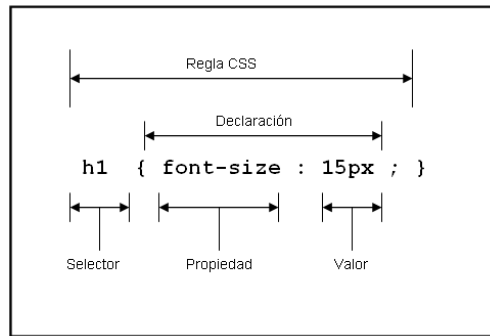 Regla CSS
Declaración
h1 { font-size : 15px ; }
Selector Propiedad Valor